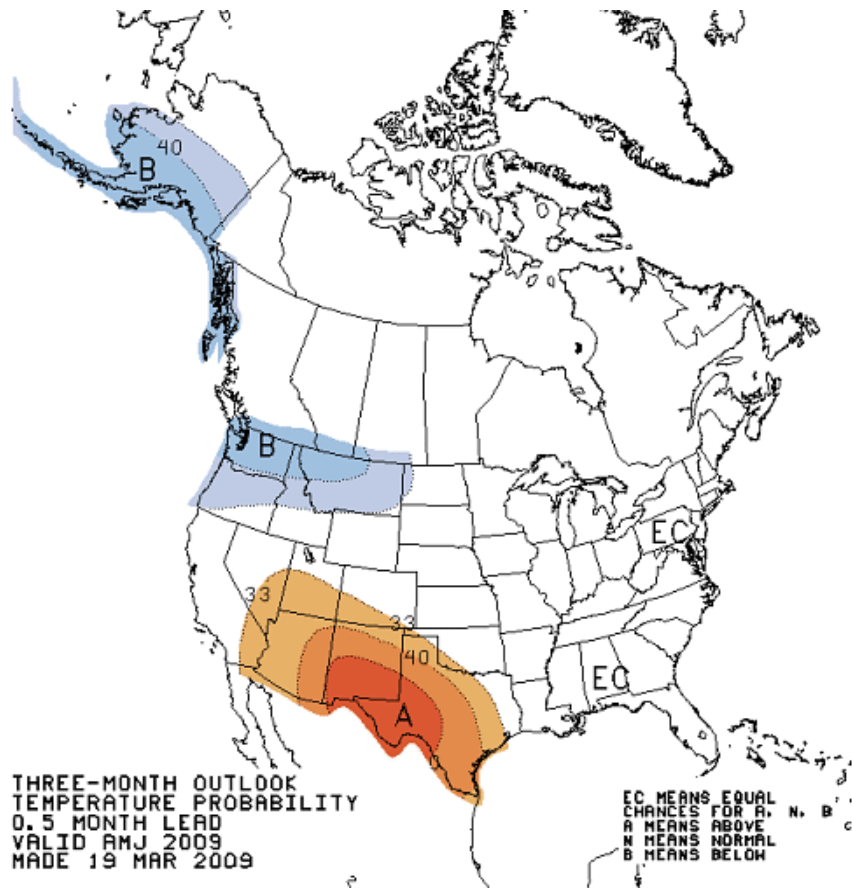 40
B
B
EC
33
33
40
EC
A
THREE-MONTH OUTLOOK
TEMPERATURE PROBABILITY
0.5 MONTH LEAD
VALID AMJ 2009
MADE 19 MAR 2009
EC MEANS EQUAL
CHANCES FOR A, N, B
A MEANS ABOVE
N MEANS NORMAL
B MEANS BELOW